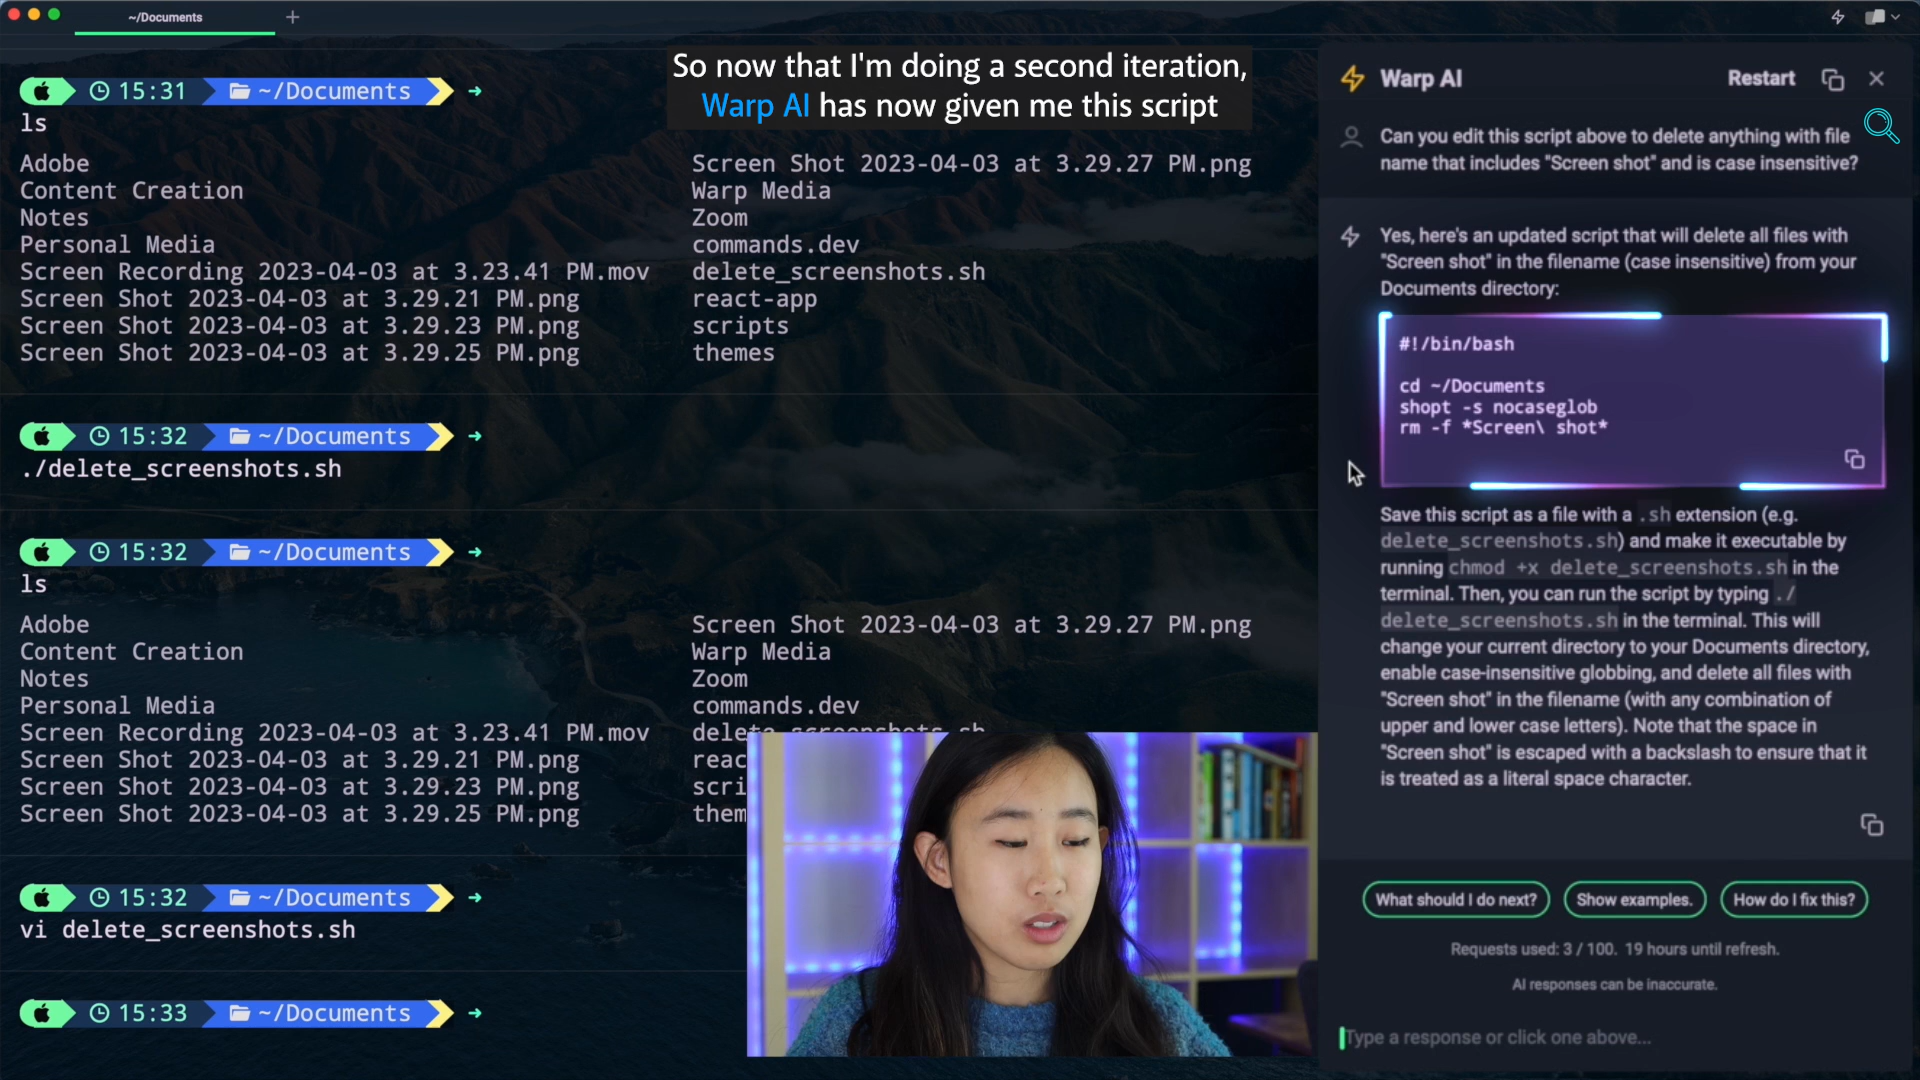 ~/Documents
So now that I'm doing a second iteration,
Warp AI has now given me this script
15:31 ~/Documents
ls
Adobe
Content Creation
Notes
Personal Media
Screen Recording 2023-04-03 at 3.23.41 PM.mov
Screen Shot 2023-04-03 at 3.29.21 PM.png
Screen Shot 2023-04-03 at 3.29.23 PM.png
Screen Shot 2023-04-03 at 3.29.25 PM.png
Screen Shot 2023-04-03 at 3.29.27 PM.png
Warp Media
Zoom
commands.dev
delete_screenshots.sh
react-app
scripts
themes
15:32 ~/Documents
./delete_screenshots.sh
15:32 ~/Documents
ls
Adobe
Content Creation
Notes
Personal Media
Screen Recording 2023-04-03 at 3.23.41 PM.mov
Screen Shot 2023-04-03 at 3.29.21 PM.png
Screen Shot 2023-04-03 at 3.29.23 PM.png
Screen Shot 2023-04-03 at 3.29.25 PM.png
Screen Shot 2023-04-03 at 3.29.27 PM.png
Warp Media
Zoom
commands.dev
delete_screenshots.sh
reac
scri
them
15:32 ~/Documents
vi delete_screenshots.sh
15:33 ~/Documents
Warp AI
Restart
Can you edit this script above to delete anything with file
name that includes "Screen shot" and is case insensitive?
Yes, here's an updated script that will delete all files with
"Screen shot" in the filename (case insensitive) from your
Documents directory:
#!/bin/bash
cd ~/Documents
shopt -s nocaseglob
rm -f *Screen\ shot*
Save this script as a file with a .sh extension (e.g.
delete_screenshots.sh) and make it executable by
running chmod +x delete_screenshots.sh in the
terminal. Then, you can run the script by typing ./
delete_screenshots.sh in the terminal. This will
change your current directory to your Documents directory,
enable case-insensitive globbing, and delete all files with
"Screen shot" in the filename (with any combination of
upper and lower case letters). Note that the space in
"Screen shot" is escaped with a backslash to ensure that it
is treated as a literal space character.
What should I do next?
Show examples.
How do I fix this?
Requests used: 3 / 100. 19 hours until refresh.
AI responses can be inaccurate.
Type a response or click one above...